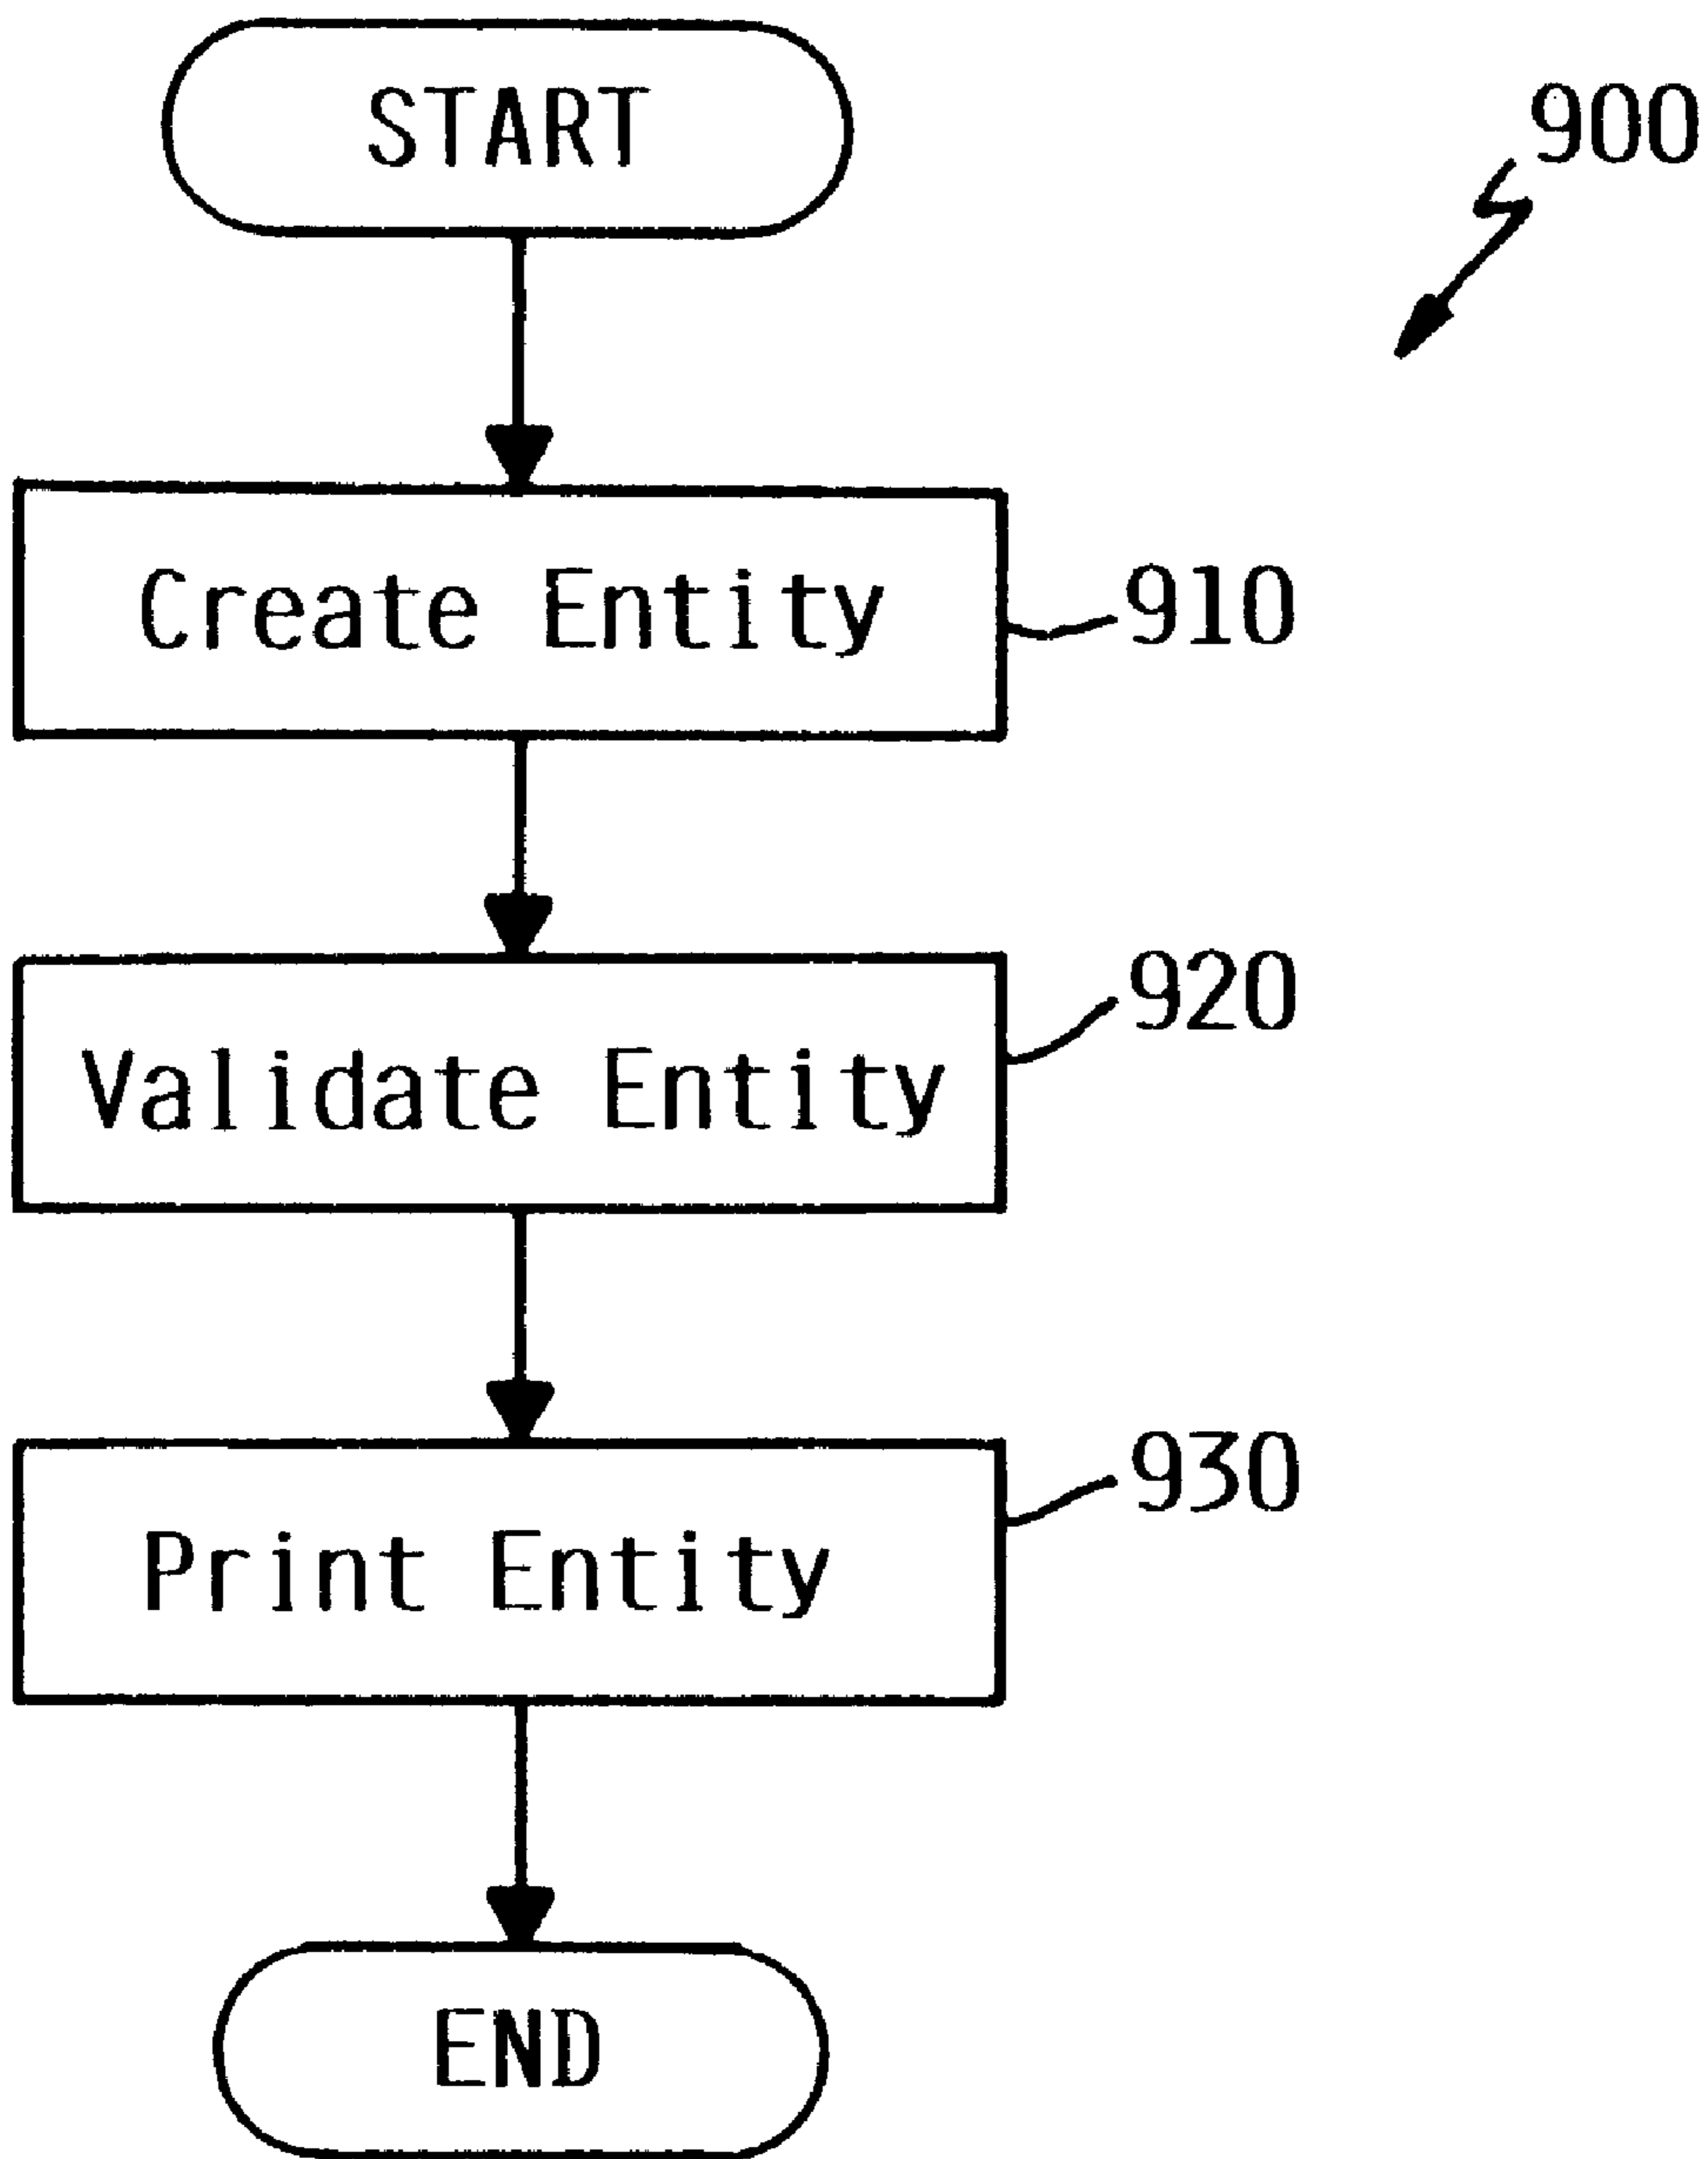 START
900
Create Entity
910
920
Validate Entity
930
Print Entity
END